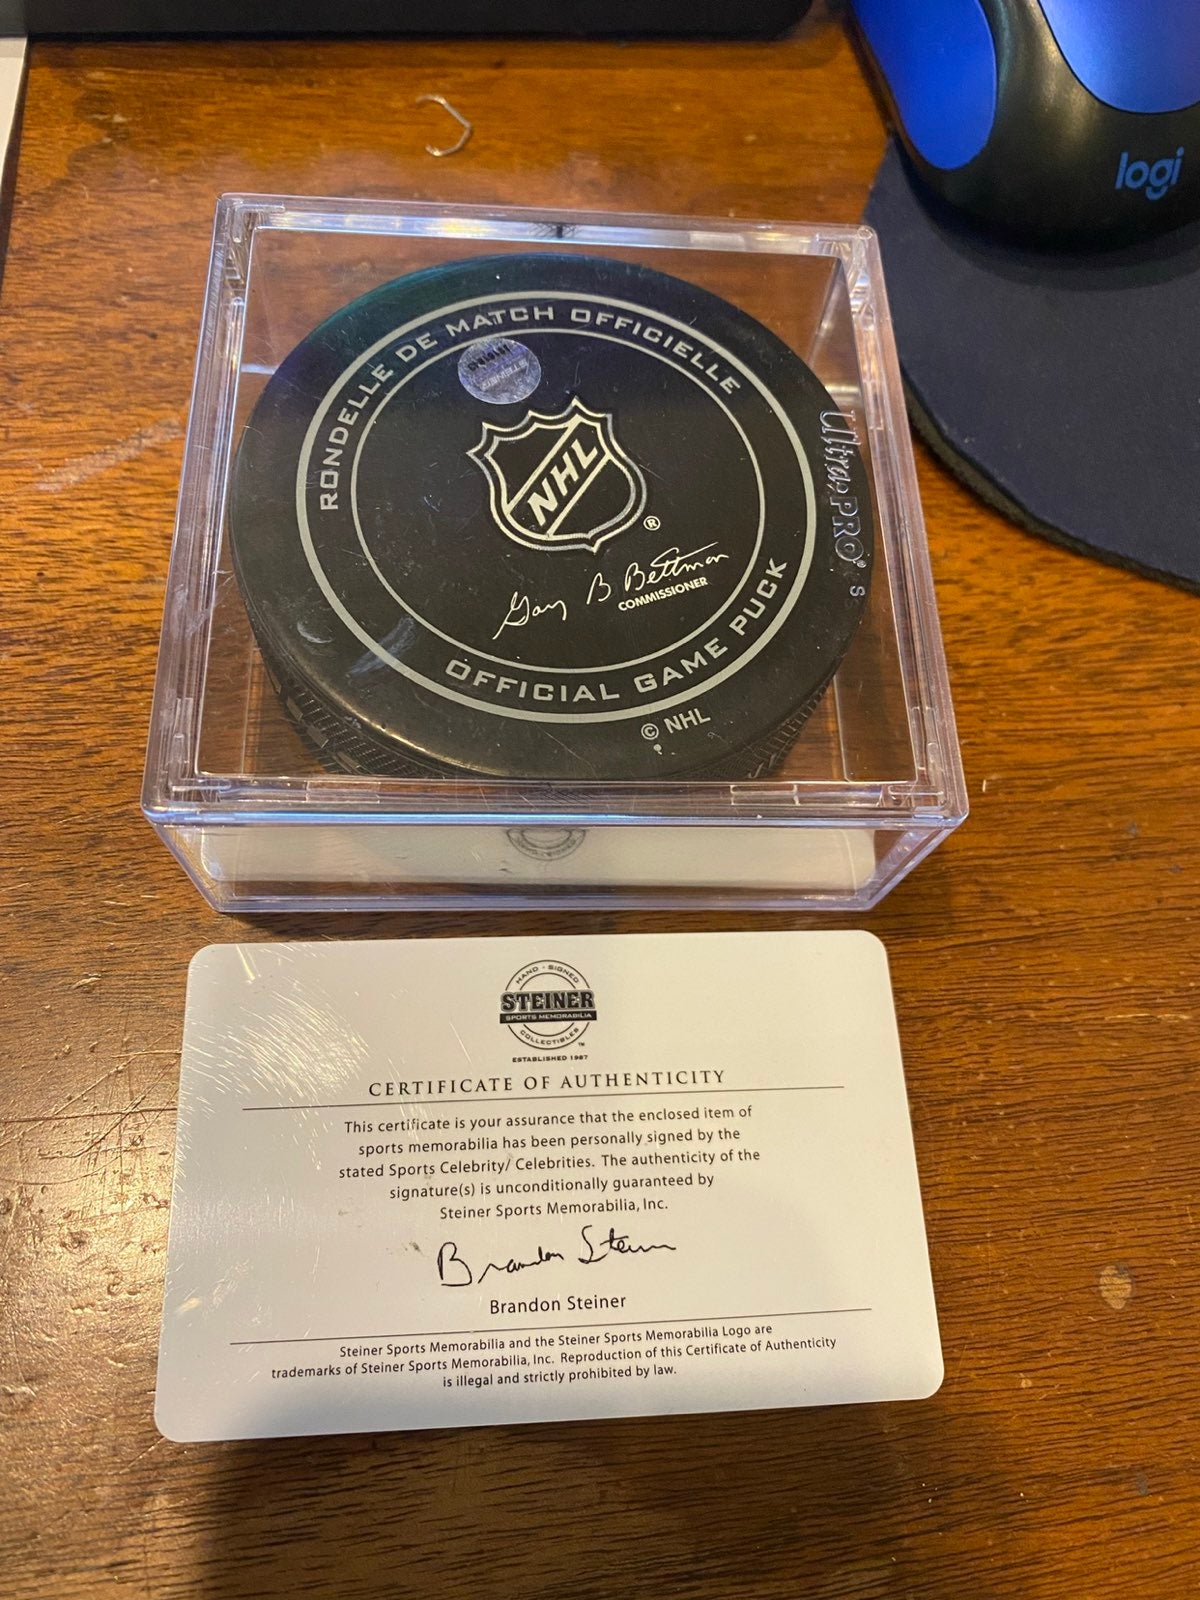 logi
RONDELLE DE MATCH OFFICIELLE
STEINER
NHL
®
Gary B Bettman
COMMISSIONER
OFFICIAL GAME PUCK
© NHL
Ultra•PRO®
HAND · SIGNED
STEINER
SPORTS MEMORABILIA
COLLECTIBLES
™
ESTABLISHED 1987
CERTIFICATE OF AUTHENTICITY
This certificate is your assurance that the enclosed item of
sports memorabilia has been personally signed by the
stated Sports Celebrity/ Celebrities. The authenticity of the
signature(s) is unconditionally guaranteed by
Steiner Sports Memorabilia, Inc.
Brandon Steiner
Brandon Steiner
Steiner Sports Memorabilia and the Steiner Sports Memorabilia Logo are
trademarks of Steiner Sports Memorabilia, Inc. Reproduction of this Certificate of Authenticity
is illegal and strictly prohibited by law.